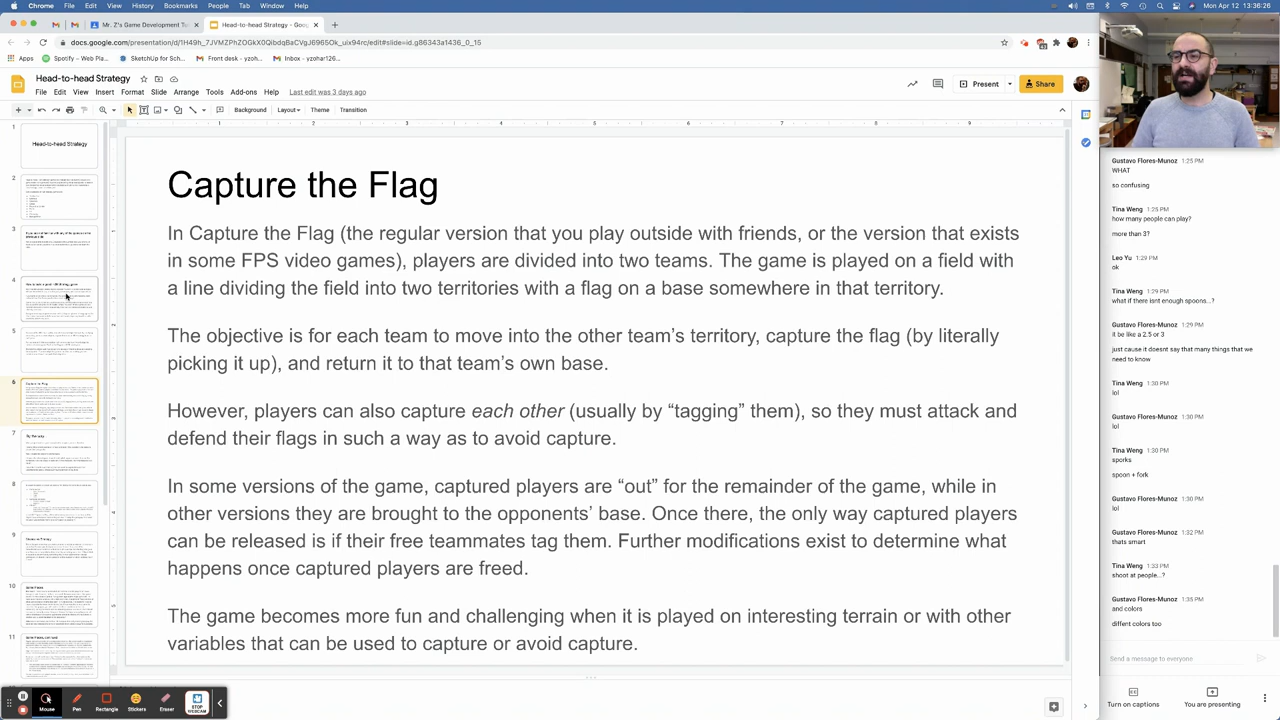 Chrome File Edit View History Bookmarks People Tab Window Help
Mon Apr 12 13:36:26
Mr. Z's Game Development Te
Head-to-head Strategy - Goog
docs.google.com/presentation/d/1H49h_7JVMZPhZOGkX0QibdqBaCVgJ6965Ok_uix94rc/edit#slide=id.g86343a1436_0_15
Apps
Spotify – Web Pla...
SketchUp for Sch...
Front desk - yzoh...
Inbox - yzohar126...
Head-to-head Strategy
File Edit View Insert Format Slide Arrange Tools Add-ons Help
Last edit was 3 days ago
Present
Share
Background Layout Theme Transition
Head-to-head Strategy
Capture the Flag
In Capture the Flag (the regular version that you play outside with friends, or the version that exists
in some FPS video games), players are divided into two teams. The game is played on a field with
a line dividing the field into two territories with a flag on a base somewhere in that territory.
The objective is for each team to run into the other team's territory, capture the flag (by literally
picking it up), and return it to their team's own base.
However, players can also capture each other (usually by "tagging" them), so they must attack and
defend their flags in such a way as to avoid capture.
In some versions of the game, captured players are "out" for the remainder of the game, while in
other versions they are brought to the opponents' base. Once there the only way captured players
can be released is if their free teammates tag them. Further modifications exist to determine what
happens once captured players are freed.
The game becomes more fun and challenging when it is played on interesting terrain or with other
variables that can be used to capture or avoid capture.
Mouse
Pen
Rectangle
Stickers
Eraser
Gustavo Flores-Munoz 1:25 PM
WHAT
so confusing
Tina Weng 1:25 PM
how many people can play?
more than 3?
Leo Yu 1:29 PM
ok
Tina Weng 1:29 PM
what if there isnt enough spoons...?
Gustavo Flores-Munoz 1:29 PM
it be like a 2.5 or 3
just cause it doesnt say that many things that we
need to know
Tina Weng 1:30 PM
lol
Gustavo Flores-Munoz 1:30 PM
lol
Tina Weng 1:30 PM
sporks
spoon + fork
Gustavo Flores-Munoz 1:30 PM
lol
Gustavo Flores-Munoz 1:32 PM
thats smart
Tina Weng 1:33 PM
shoot at people...?
Gustavo Flores-Munoz 1:35 PM
and colors
diffent colors too
Send a message to everyone
Turn on captions
You are presenting